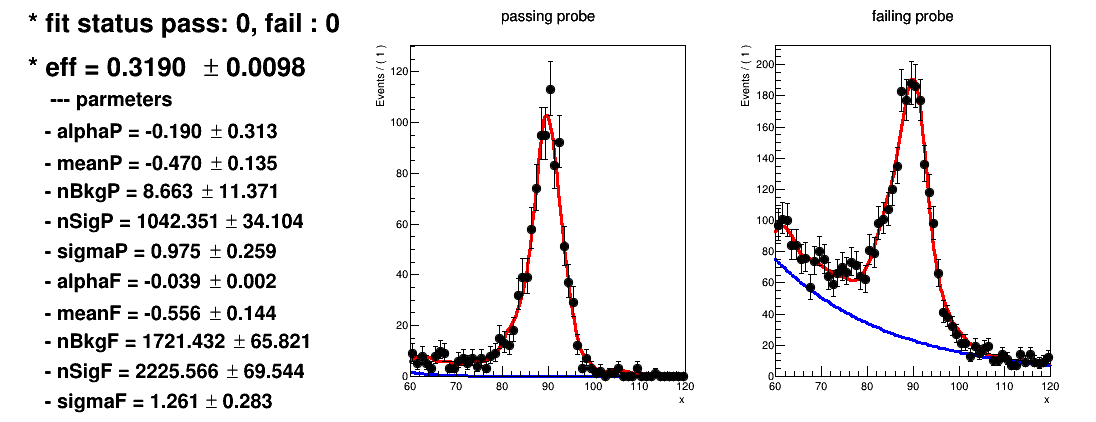 * fit status pass: 0, fail : 0
* eff = 0.3190 ± 0.0098
--- parmeters
- alphaP = -0.190 ± 0.313
- meanP = -0.470 ± 0.135
- nBkgP = 8.663 ± 11.371
- nSigP = 1042.351 ± 34.104
- sigmaP = 0.975 ± 0.259
- alphaF = -0.039 ± 0.002
- meanF = -0.556 ± 0.144
- nBkgF = 1721.432 ± 65.821
- nSigF = 2225.566 ± 69.544
- sigmaF = 1.261 ± 0.283
passing probe
Events / ( 1 )
120
100
80
60
40
20
0
60 70 80 90 100 110 120
x
failing probe
Events / ( 1 )
200
180
160
140
120
100
80
60
40
20
0
60 70 80 90 100 110 120
x